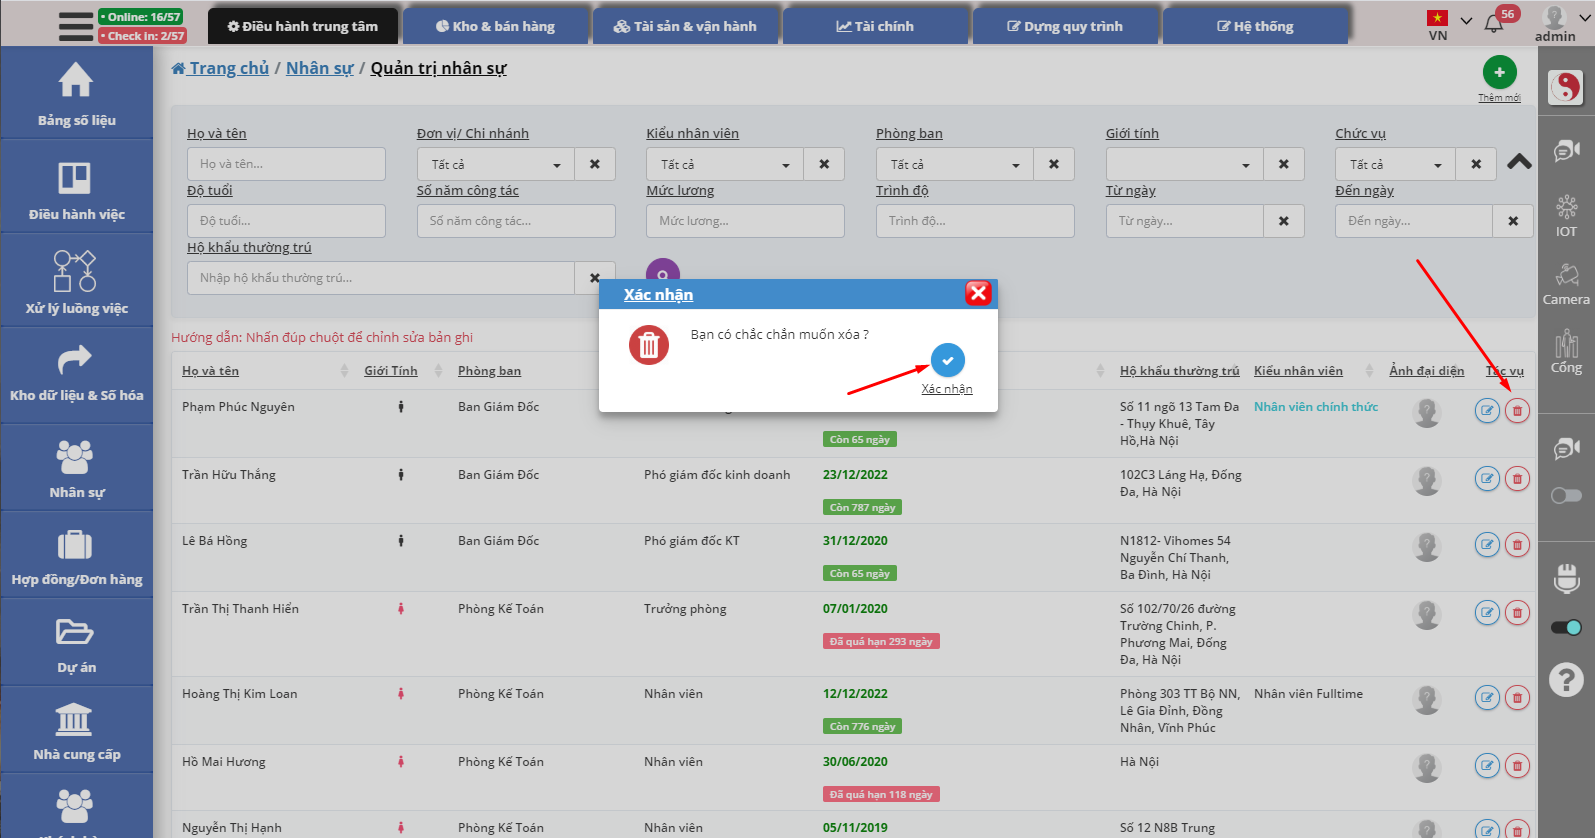 • Online: 16/57
• Check In: 2/57
Điều hành trung tâm
Kho & bán hàng
Tài sản & vận hành
Tài chính
Dựng quy trình
Hệ thống
VN
56
admin
Bảng số liệu
Điều hành việc
Xử lý luồng việc
Kho dữ liệu & Số hóa
Nhân sự
Hợp đồng/Đơn hàng
Dự án
Nhà cung cấp
Trang chủ / Nhân sự / Quản trị nhân sự
Thêm mới
Họ và tên
Đơn vị/ Chi nhánh
Kiểu nhân viên
Phòng ban
Giới tính
Chức vụ
Họ và tên...
Tất cả
Tất cả
Tất cả
Tất cả
Độ tuổi
Số năm công tác
Mức lương
Trình độ
Từ ngày
Đến ngày
Độ tuổi...
Số năm công tác...
Mức lương...
Trình độ...
Từ ngày...
Đến ngày...
Hộ khẩu thường trú
Nhập hộ khẩu thường trú...
Xác nhận
Bạn có chắc chắn muốn xóa ?
Xác nhận
Hướng dẫn: Nhấn đúp chuột để chỉnh sửa bản ghi
Họ và tên
Giới Tính
Phòng ban
Hộ khẩu thường trú
Kiểu nhân viên
Ảnh đại diện
Tác vụ
Phạm Phúc Nguyên
Ban Giám Đốc
Còn 65 ngày
Số 11 ngõ 13 Tam Đa
- Thụy Khuê, Tây
Hồ,Hà Nội
Nhân viên chính thức
Trần Hữu Thắng
Ban Giám Đốc
Phó giám đốc kinh doanh
23/12/2022
Còn 787 ngày
102C3 Láng Hạ, Đống
Đa, Hà Nội
Lê Bá Hồng
Ban Giám Đốc
Phó giám đốc KT
31/12/2020
Còn 65 ngày
N1812- Vihomes 54
Nguyễn Chí Thanh,
Ba Đình, Hà Nội
Trần Thị Thanh Hiển
Phòng Kế Toán
Trưởng phòng
07/01/2020
Đã quá hạn 293 ngày
Số 102/70/26 đường
Trường Chinh, P.
Phương Mai, Đống
Đa, Hà Nội
Hoàng Thị Kim Loan
Phòng Kế Toán
Nhân viên
12/12/2022
Còn 776 ngày
Phòng 303 TT Bộ NN,
Lê Gia Đỉnh, Đồng
Nhân, Vĩnh Phúc
Nhân viên Fulltime
Hồ Mai Hương
Phòng Kế Toán
Nhân viên
30/06/2020
Đã quá hạn 118 ngày
Hà Nội
Nguyễn Thị Hạnh
Phòng Kế Toán
Nhân viên
05/11/2019
Số 12 N8B Trung
IOT
Camera
Cổng